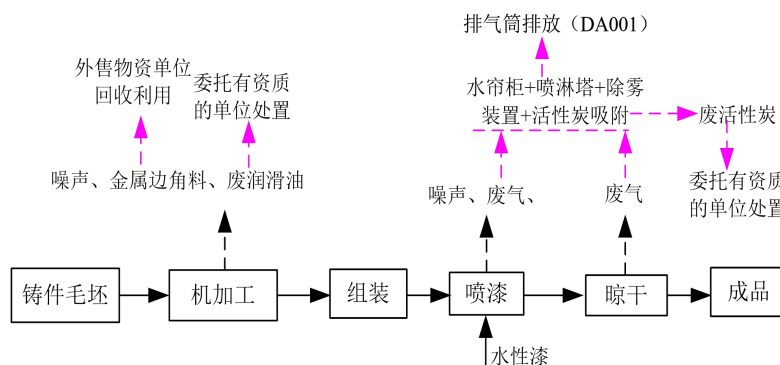 排气筒排放（DA001）
外售物资单位
回收利用
委托有资质
的单位处置
水帘柜+喷淋塔+除雾
装置+活性炭吸附
废活性炭
噪声、金属边角料、废润滑油
噪声、废气、
废气
委托有资质
的单位处置
铸件毛坯
机加工
组装
喷漆
晾干
成品
水性漆